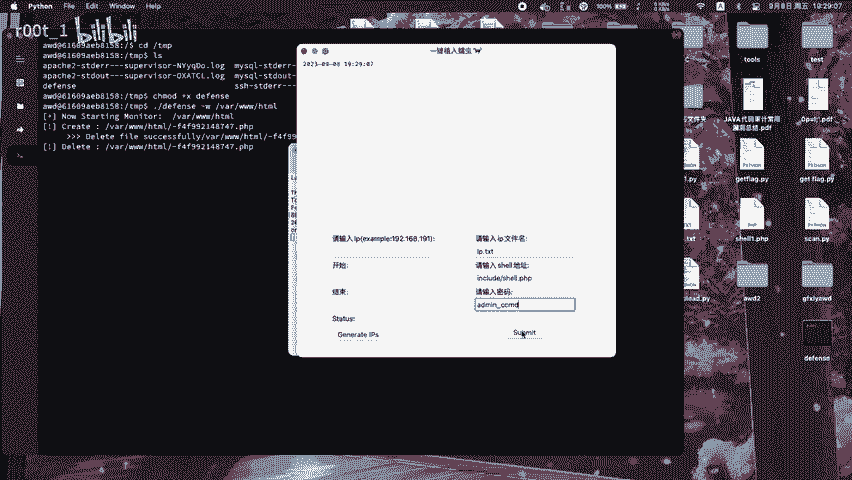 Python File Edit Window Help
100%
9月8日 周五 19:29:07
root_1 bilibili
awd@61609aeb8158:/$ cd /tmp
awd@61609aeb8158:/tmp$ ls
apache2-stderr---supervisor-NYyqDo.log mysql-stderr-
apache2-stdout---supervisor-OXATCL.log mysql-stdout-
defense ssh-stderr---
awd@61609aeb8158:/tmp$ chmod +x defense
awd@61609aeb8158:/tmp$ ./defense -w /var/www/html
[*] Now Starting Monitor: /var/www/html
[!] Create : /var/www/html/-f4f992148747.php
>>> Delete file successfully/var/www/html/-f4f99
[!] Delete : /var/www/html/-f4f992148747.php
一键植入蠕虫
2023-09-08 19:29:07
请输入ip(example:192.168.191):
请输入ip文件名:
ip.txt
开始:
请输入shell地址:
include/shell.php
结束:
请输入密码:
admin_ccmd
Status:
Generate IPs
Submit
tools
test
JAVA代码审计常用漏洞总结.pdf
getflag.py
get flag.py
.txt
shell1.php
scan.py
awd2
gfxlyawd
defense